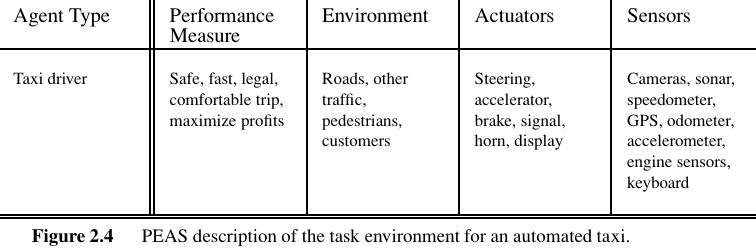 Agent Type
Performance
Measure
Environment
Actuators
Sensors
Taxi driver
Safe, fast, legal,
comfortable trip,
maximize profits
Roads, other
traffic,
pedestrians,
customers
Steering,
accelerator,
brake, signal,
horn, display
Cameras, sonar,
speedometer,
GPS, odometer,
accelerometer,
engine sensors,
keyboard
Figure 2.4 PEAS description of the task environment for an automated taxi.